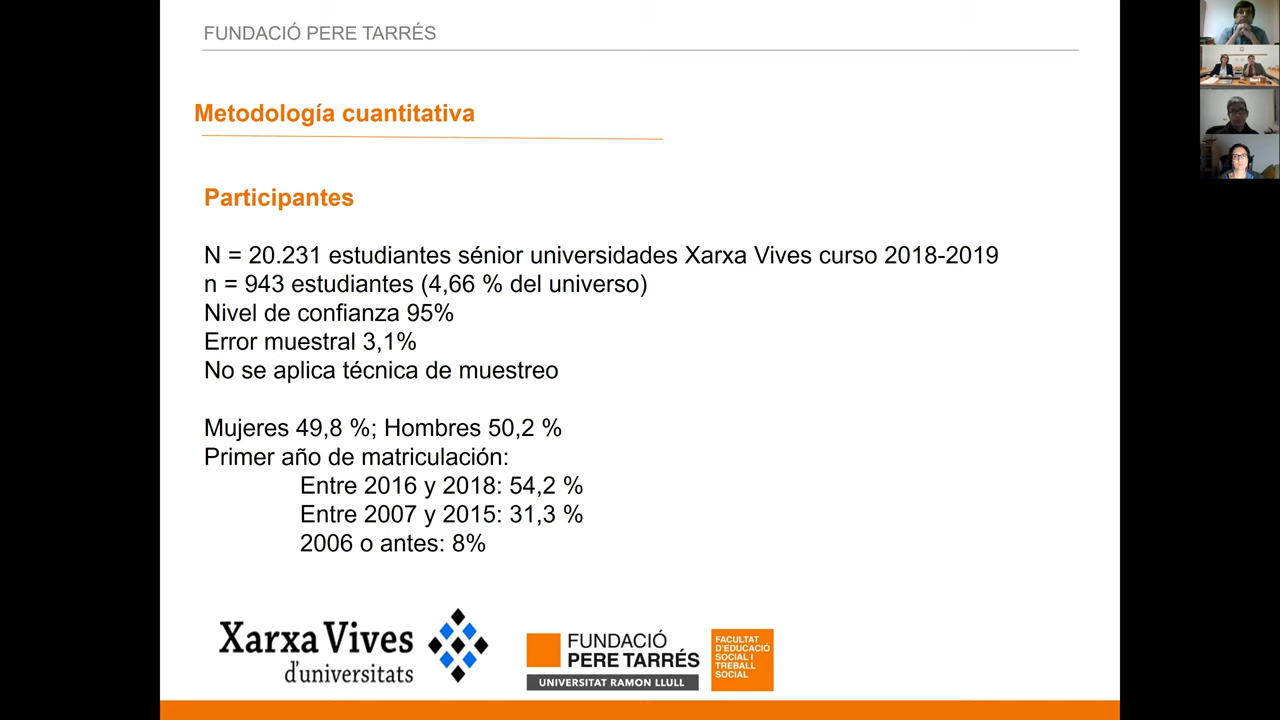 FUNDACIÓ PERE TARRÉS
Metodología cuantitativa
Participantes
N = 20.231 estudiantes sénior universidades Xarxa Vives curso 2018-2019
n = 943 estudiantes (4,66 % del universo)
Nivel de confianza 95%
Error muestral 3,1%
No se aplica técnica de muestreo
Mujeres 49,8 %; Hombres 50,2 %
Primer año de matriculación:
Entre 2016 y 2018: 54,2 %
Entre 2007 y 2015: 31,3 %
2006 o antes: 8%
Xarxa Vives
d'universitats
FUNDACIÓ
PERE TARRÉS
UNIVERSITAT RAMON LLULL
FACULTAT
D'EDUCACIÓ
SOCIAL I
TREBALL
SOCIAL